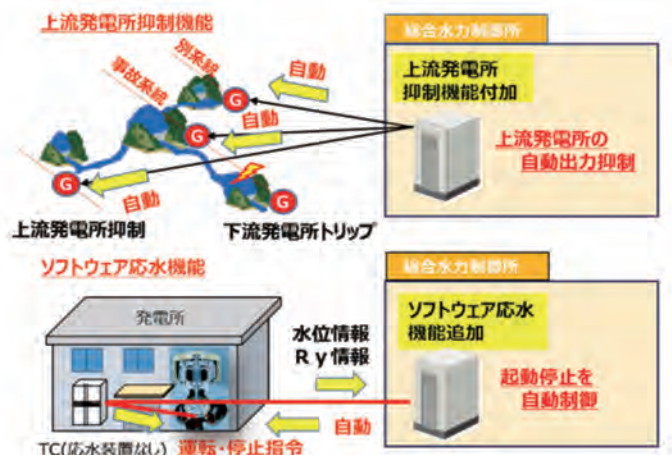 上流発電所抑制機能
総合水力制御所
別系統
事故系統
自動
自動
自動
G
G
G
G
上流発電所
抑制機能付加
上流発電所の
自動出力抑制
上流発電所抑制
下流発電所トリップ
ソフトウェア応水機能
総合水力制御所
発電所
水位情報
Ry情報
ソフトウェア応水
機能追加
起動停止を
自動制御
自動
TC(応水装置なし)
運転・停止指令